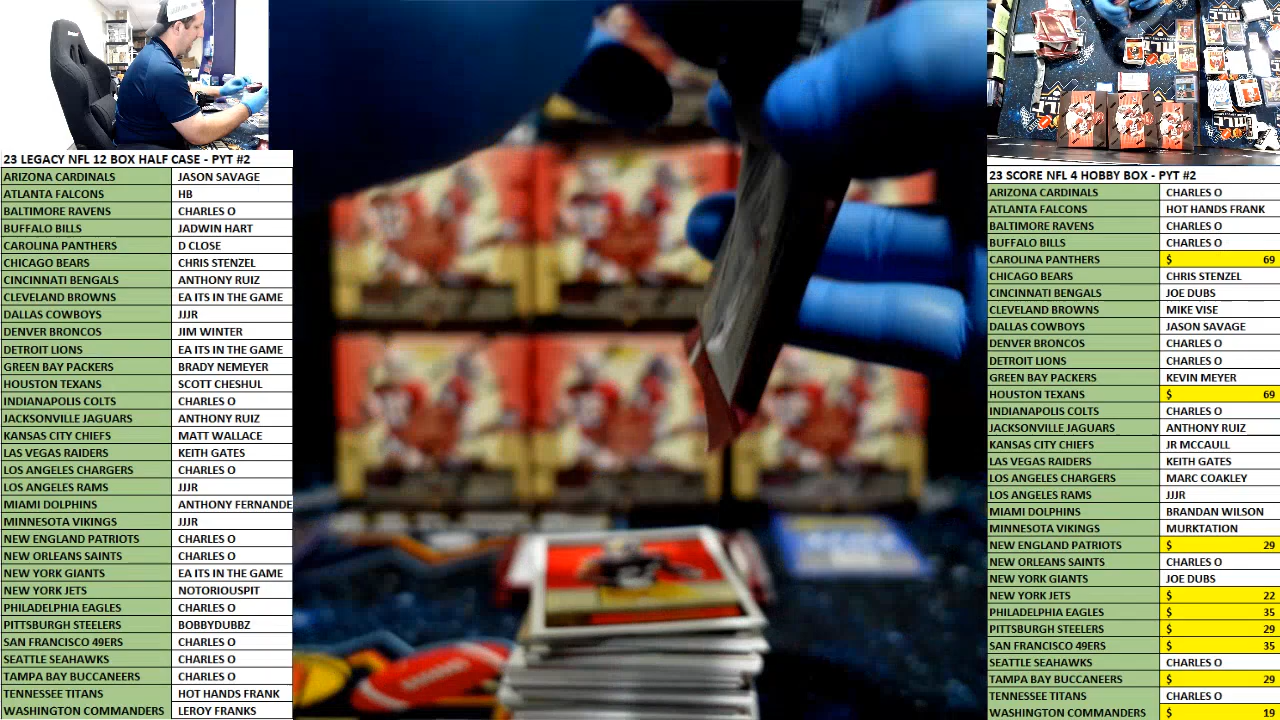 23 LEGACY NFL 12 BOX HALF CASE - PYT #2
ARIZONA CARDINALS JASON SAVAGE
ATLANTA FALCONS HB
BALTIMORE RAVENS CHARLES O
BUFFALO BILLS JADWIN HART
CAROLINA PANTHERS D CLOSE
CHICAGO BEARS CHRIS STENZEL
CINCINNATI BENGALS ANTHONY RUIZ
CLEVELAND BROWNS EA ITS IN THE GAME
DALLAS COWBOYS JJJR
DENVER BRONCOS JIM WINTER
DETROIT LIONS EA ITS IN THE GAME
GREEN BAY PACKERS BRADY NEMEYER
HOUSTON TEXANS SCOTT CHESHUL
INDIANAPOLIS COLTS CHARLES O
JACKSONVILLE JAGUARS ANTHONY RUIZ
KANSAS CITY CHIEFS MATT WALLACE
LAS VEGAS RAIDERS KEITH GATES
LOS ANGELES CHARGERS CHARLES O
LOS ANGELES RAMS JJJR
MIAMI DOLPHINS ANTHONY FERNANDE
MINNESOTA VIKINGS JJJR
NEW ENGLAND PATRIOTS CHARLES O
NEW ORLEANS SAINTS CHARLES O
NEW YORK GIANTS EA ITS IN THE GAME
NEW YORK JETS NOTORIOUSPIT
PHILADELPHIA EAGLES CHARLES O
PITTSBURGH STEELERS BOBBYDUBBZ
SAN FRANCISCO 49ERS CHARLES O
SEATTLE SEAHAWKS CHARLES O
TAMPA BAY BUCCANEERS CHARLES O
TENNESSEE TITANS HOT HANDS FRANK
WASHINGTON COMMANDERS LEROY FRANKS
23 SCORE NFL 4 HOBBY BOX - PYT #2
ARIZONA CARDINALS CHARLES O
ATLANTA FALCONS HOT HANDS FRANK
BALTIMORE RAVENS CHARLES O
BUFFALO BILLS CHARLES O
CAROLINA PANTHERS $ 69
CHICAGO BEARS CHRIS STENZEL
CINCINNATI BENGALS JOE DUBS
CLEVELAND BROWNS MIKE VISE
DALLAS COWBOYS JASON SAVAGE
DENVER BRONCOS CHARLES O
DETROIT LIONS CHARLES O
GREEN BAY PACKERS KEVIN MEYER
HOUSTON TEXANS $ 69
INDIANAPOLIS COLTS CHARLES O
JACKSONVILLE JAGUARS ANTHONY RUIZ
KANSAS CITY CHIEFS JR MCCAULL
LAS VEGAS RAIDERS KEITH GATES
LOS ANGELES CHARGERS MARC COAKLEY
LOS ANGELES RAMS JJJR
MIAMI DOLPHINS BRANDAN WILSON
MINNESOTA VIKINGS MURKTATION
NEW ENGLAND PATRIOTS $ 29
NEW ORLEANS SAINTS CHARLES O
NEW YORK GIANTS JOE DUBS
NEW YORK JETS $ 22
PHILADELPHIA EAGLES $ 35
PITTSBURGH STEELERS $ 29
SAN FRANCISCO 49ERS $ 35
SEATTLE SEAHAWKS CHARLES O
TAMPA BAY BUCCANEERS $ 29
TENNESSEE TITANS CHARLES O
WASHINGTON COMMANDERS $ 19